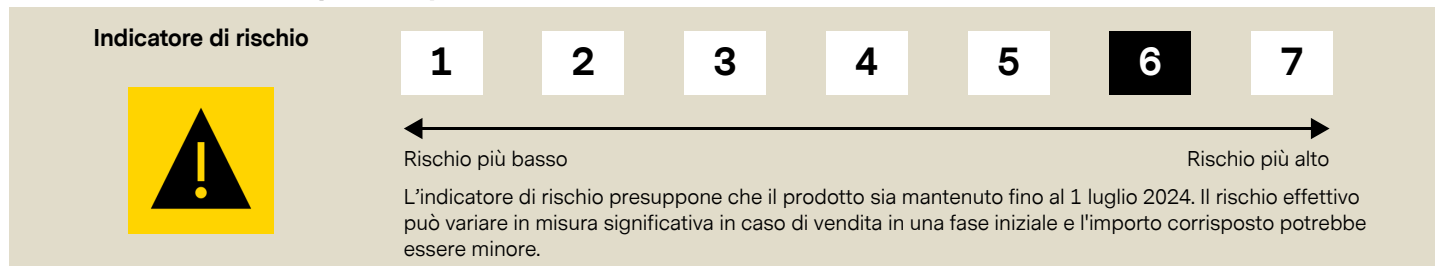 Indicatore di rischio
1 2 3 4 5 6 7
Rischio più basso Rischio più alto
L'indicatore di rischio presuppone che il prodotto sia mantenuto fino al 1 luglio 2024. Il rischio effettivo
può variare in misura significativa in caso di vendita in una fase iniziale e l'importo corrisposto potrebbe
essere minore.